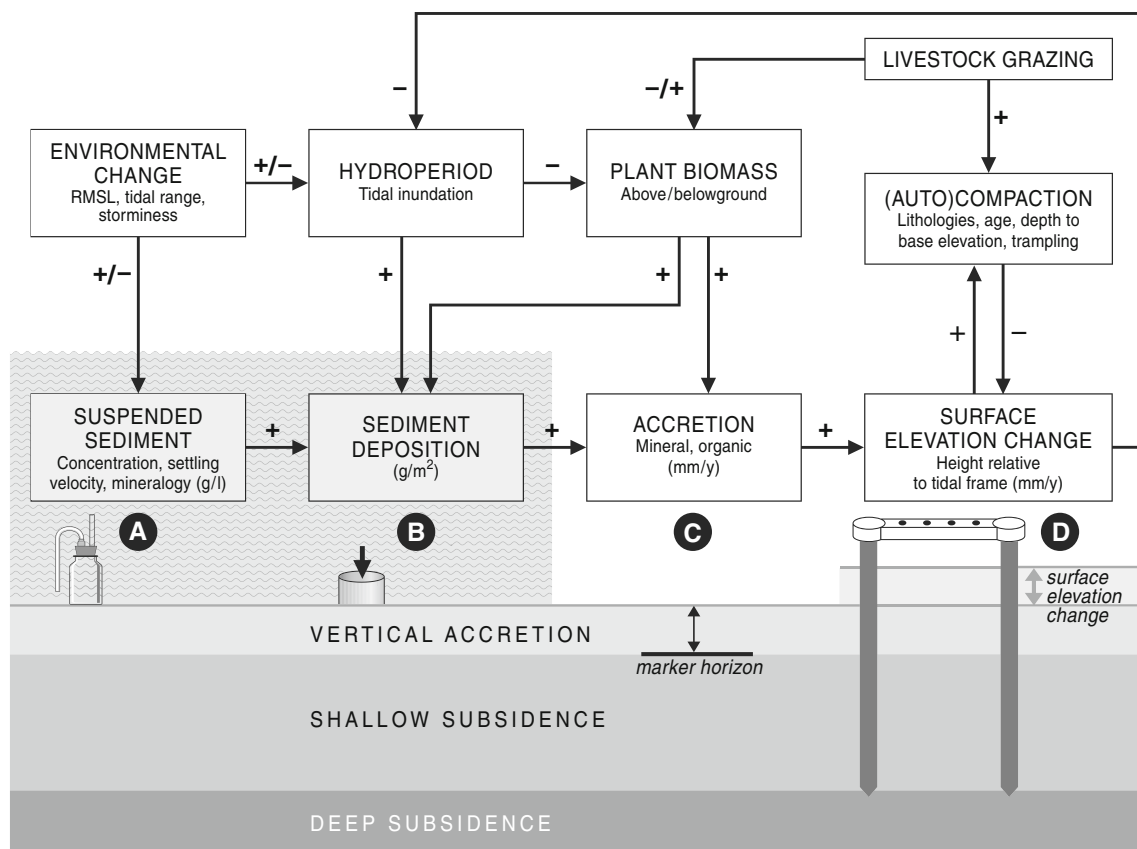 LIVESTOCK GRAZING
–
–/+
+
ENVIRONMENTAL
CHANGE
RMSL, tidal range,
storminess
+/–
HYDROPERIOD
Tidal inundation
–
PLANT BIOMASS
Above/belowground
(AUTO)COMPACTION
Lithologies, age, depth to
base elevation, trampling
+/–
+
+
+
+
–
SUSPENDED
SEDIMENT
Concentration, settling
velocity, mineralogy (g/l)
+
SEDIMENT
DEPOSITION
(g/m²)
+
ACCRETION
Mineral, organic
(mm/y)
+
SURFACE
ELEVATION CHANGE
Height relative
to tidal frame (mm/y)
A
B
C
D
surface
elevation
change
VERTICAL ACCRETION
marker horizon
SHALLOW SUBSIDENCE
DEEP SUBSIDENCE